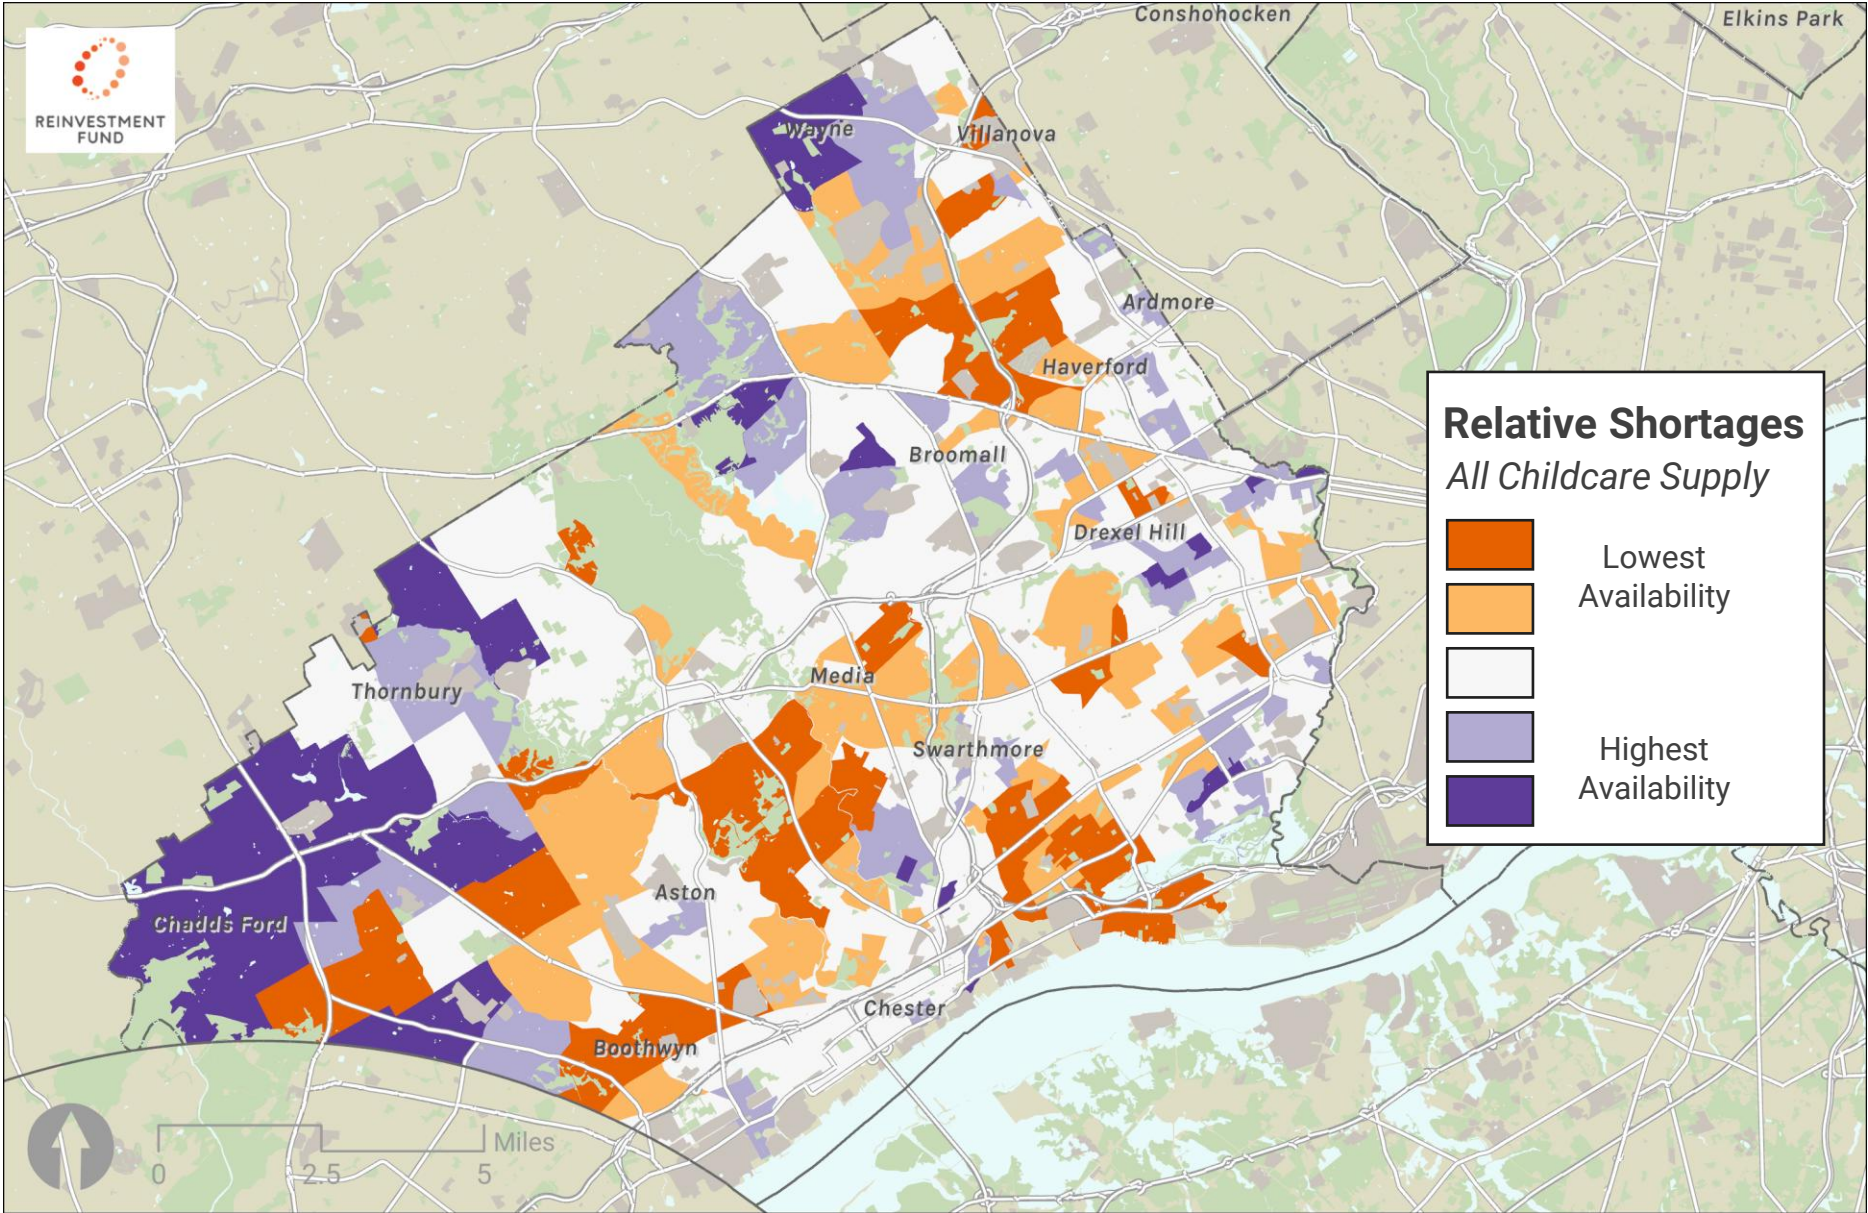 Conshohocken
Elkins Park
REINVESTMENT
FUND
Wayne
Villanova
Ardmore
Haverford
Broomall
Drexel Hill
Media
Thornbury
Swarthmore
Aston
Chadds Ford
Chester
Boothwyn
Relative Shortages
All Childcare Supply
Lowest
Availability
Highest
Availability
Miles
0
2.5
5